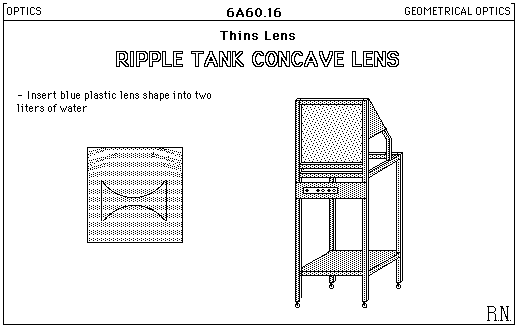 OPTICS
6A60.16
GEOMETRICAL OPTICS
Thins Lens
RIPPLE TANK CONCAVE LENS
- Insert blue plastic lens shape into two
liters of water
R.N.